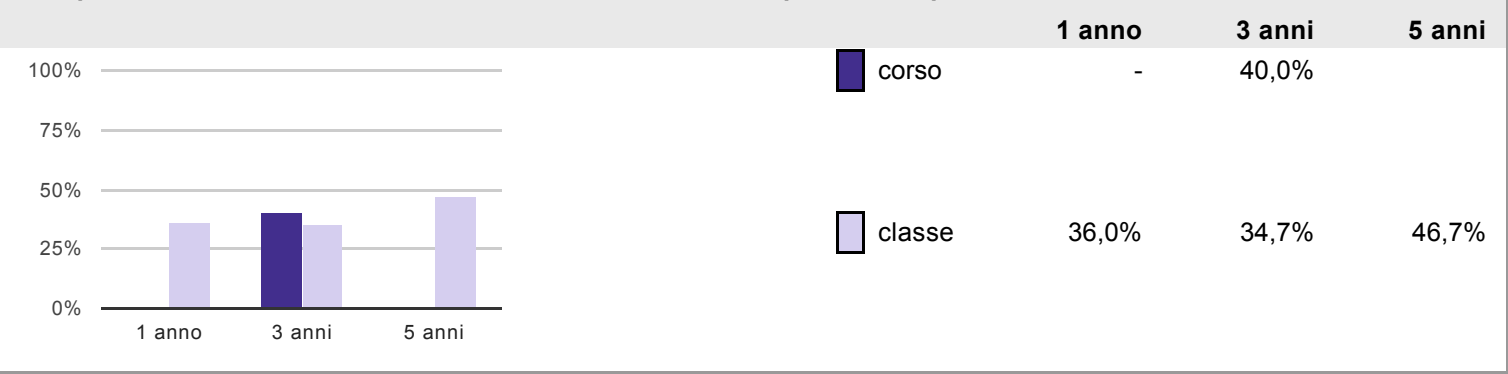 1 anno 3 anni 5 anni
100%
75%
50%
25%
0%
1 anno 3 anni 5 anni
corso - 40,0%
classe 36,0% 34,7% 46,7%